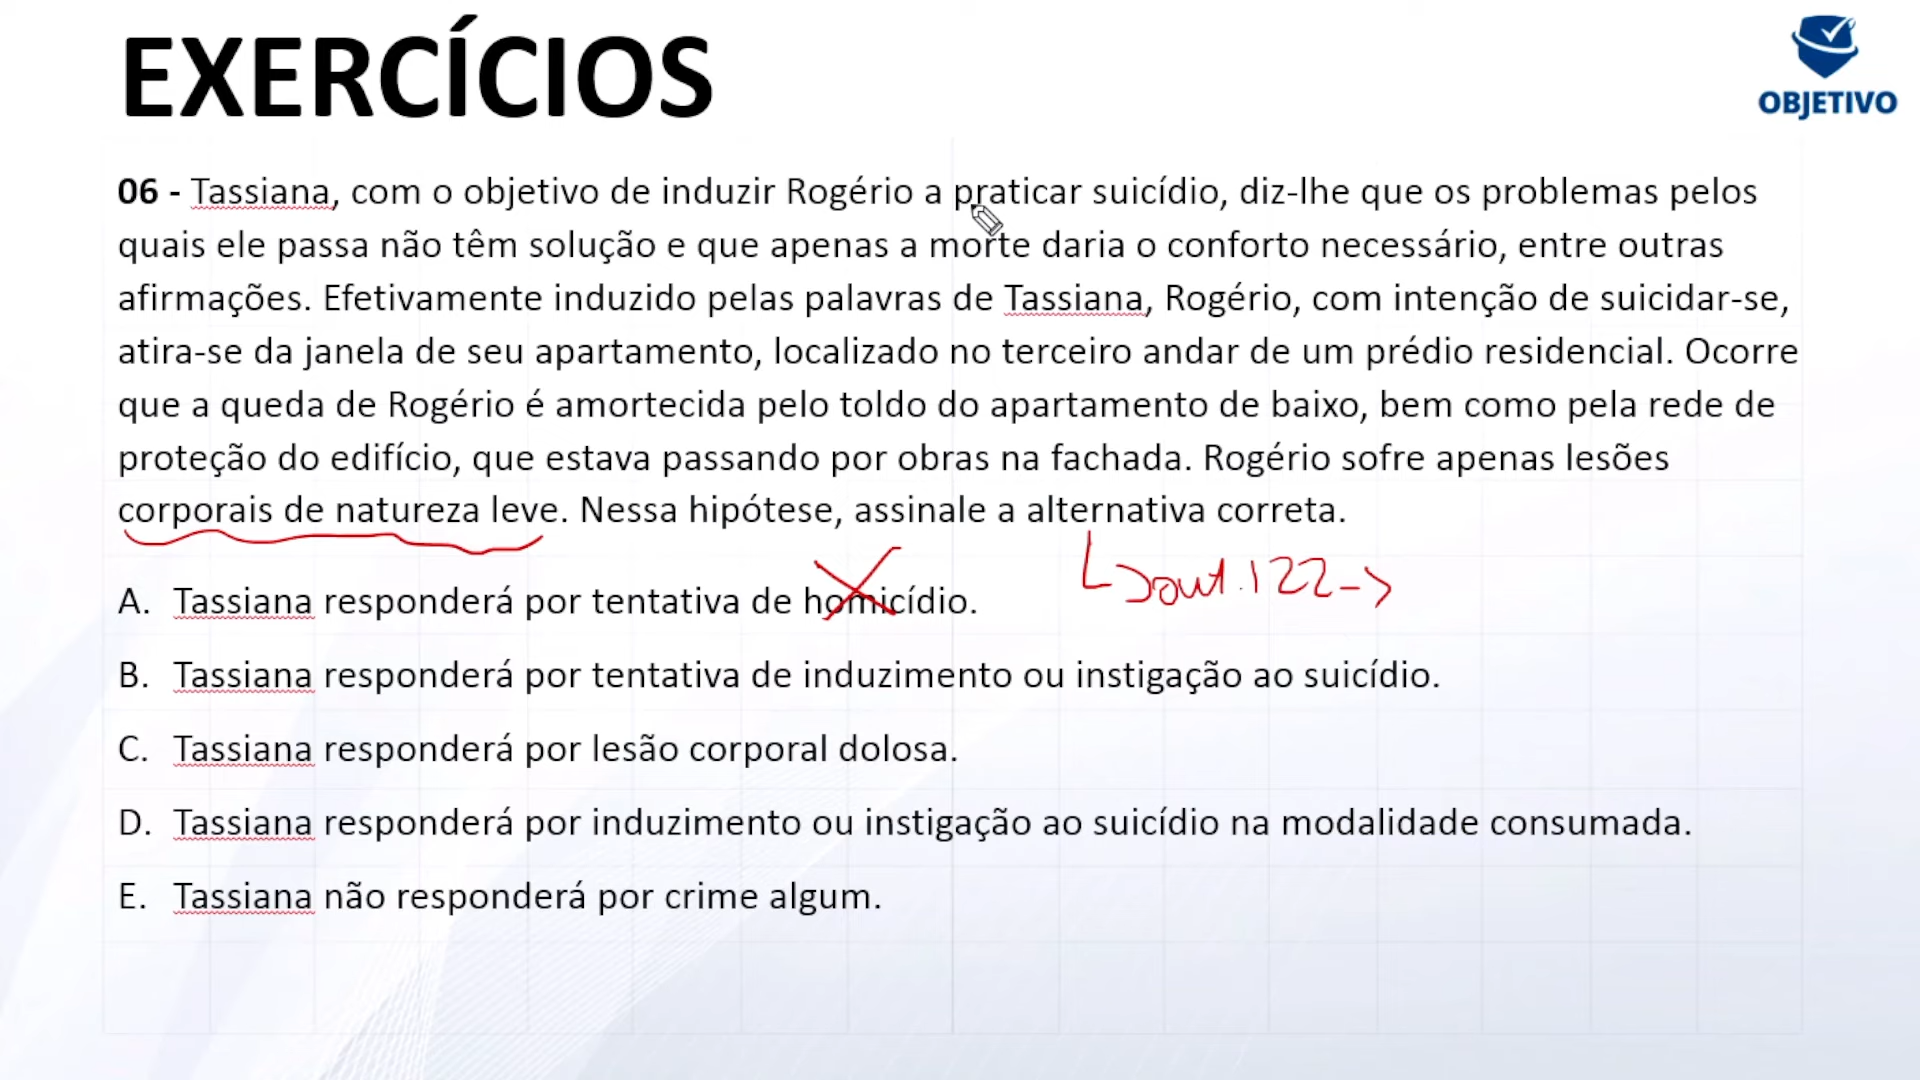 EXERCÍCIOS
OBJETIVO
06 - Tassiana, com o objetivo de induzir Rogério a praticar suicídio, diz-lhe que os problemas pelos
quais ele passa não têm solução e que apenas a morte daria o conforto necessário, entre outras
afirmações. Efetivamente induzido pelas palavras de Tassiana, Rogério, com intenção de suicidar-se,
atira-se da janela de seu apartamento, localizado no terceiro andar de um prédio residencial. Ocorre
que a queda de Rogério é amortecida pelo toldo do apartamento de baixo, bem como pela rede de
proteção do edifício, que estava passando por obras na fachada. Rogério sofre apenas lesões
corporais de natureza leve. Nessa hipótese, assinale a alternativa correta.
art. 122 ->
A. Tassiana responderá por tentativa de homicídio.
B. Tassiana responderá por tentativa de induzimento ou instigação ao suicídio.
C. Tassiana responderá por lesão corporal dolosa.
D. Tassiana responderá por induzimento ou instigação ao suicídio na modalidade consumada.
E. Tassiana não responderá por crime algum.